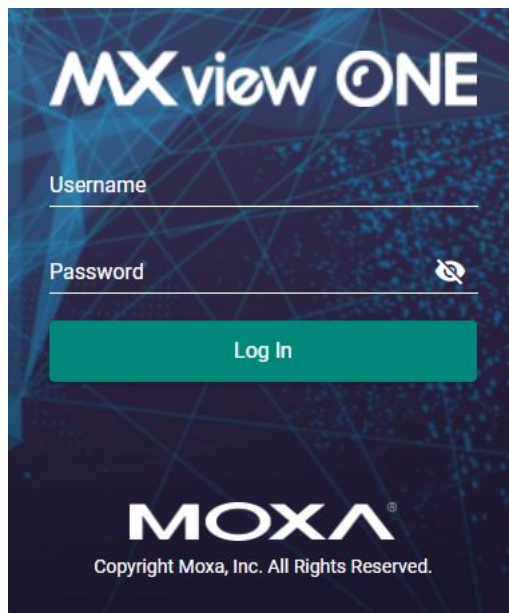 MXview ONE
Username
Password
Log In
MOXA®
Copyright Moxa, Inc. All Rights Reserved.